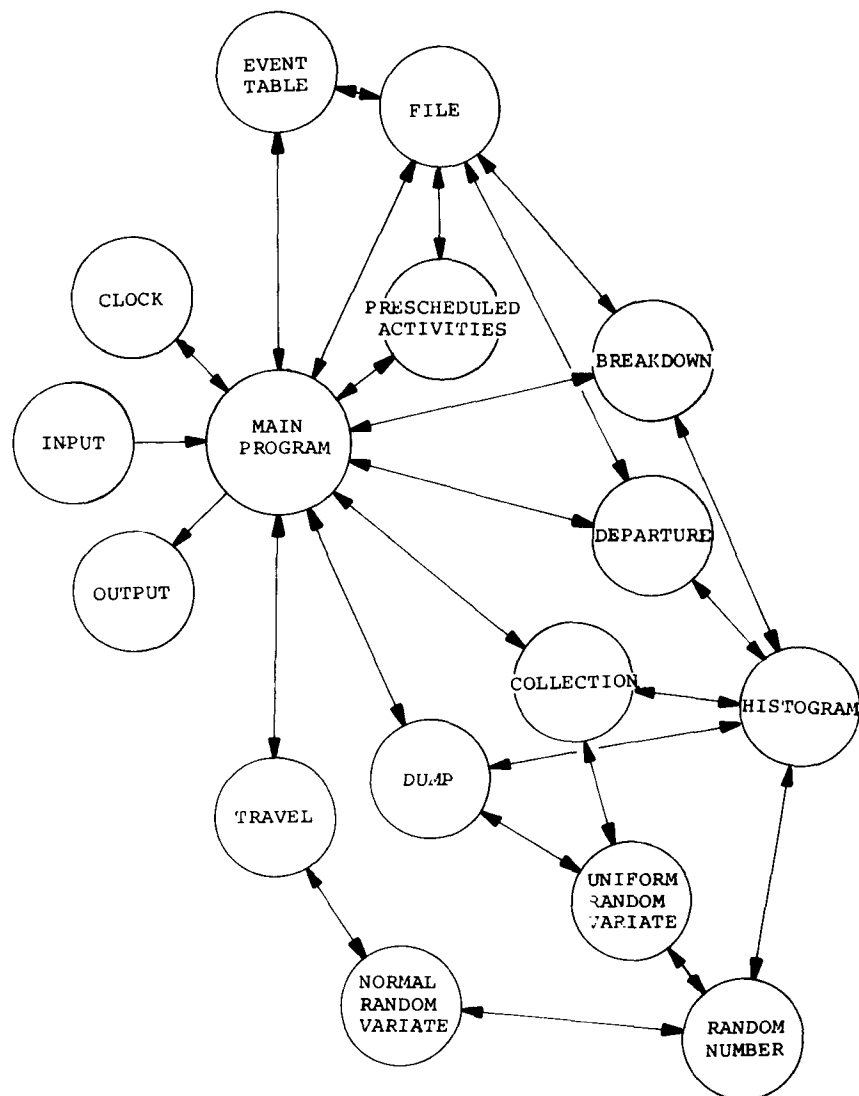 EVENT
TABLE
FILE
CLOCK
PRESCHEDULED
ACTIVITIES
BREAKDOWN
INPUT
MAIN
PROGRAM
OUTPUT
DEPARTURE
COLLECTION
HISTOGRAM
DUMP
TRAVEL
UNIFORM
RANDOM
VARIATE
NORMAL
RANDOM
VARIATE
RANDOM
NUMBER